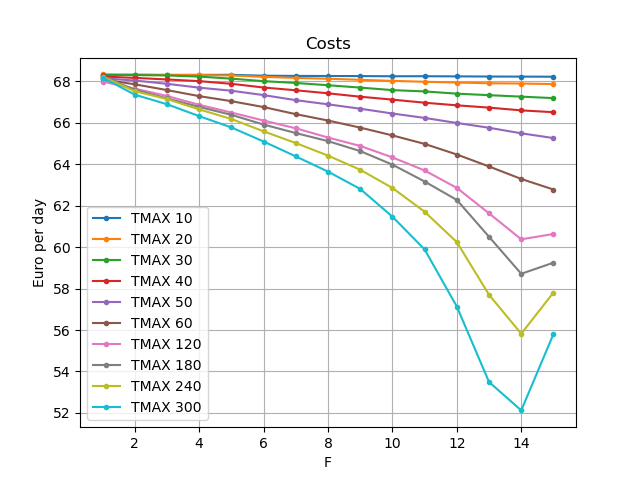 Costs
Euro per day
68
66
64
62
60
58
56
54
52
TMAX 10
TMAX 20
TMAX 30
TMAX 40
TMAX 50
TMAX 60
TMAX 120
TMAX 180
TMAX 240
TMAX 300
2 4 6 8 10 12 14
F